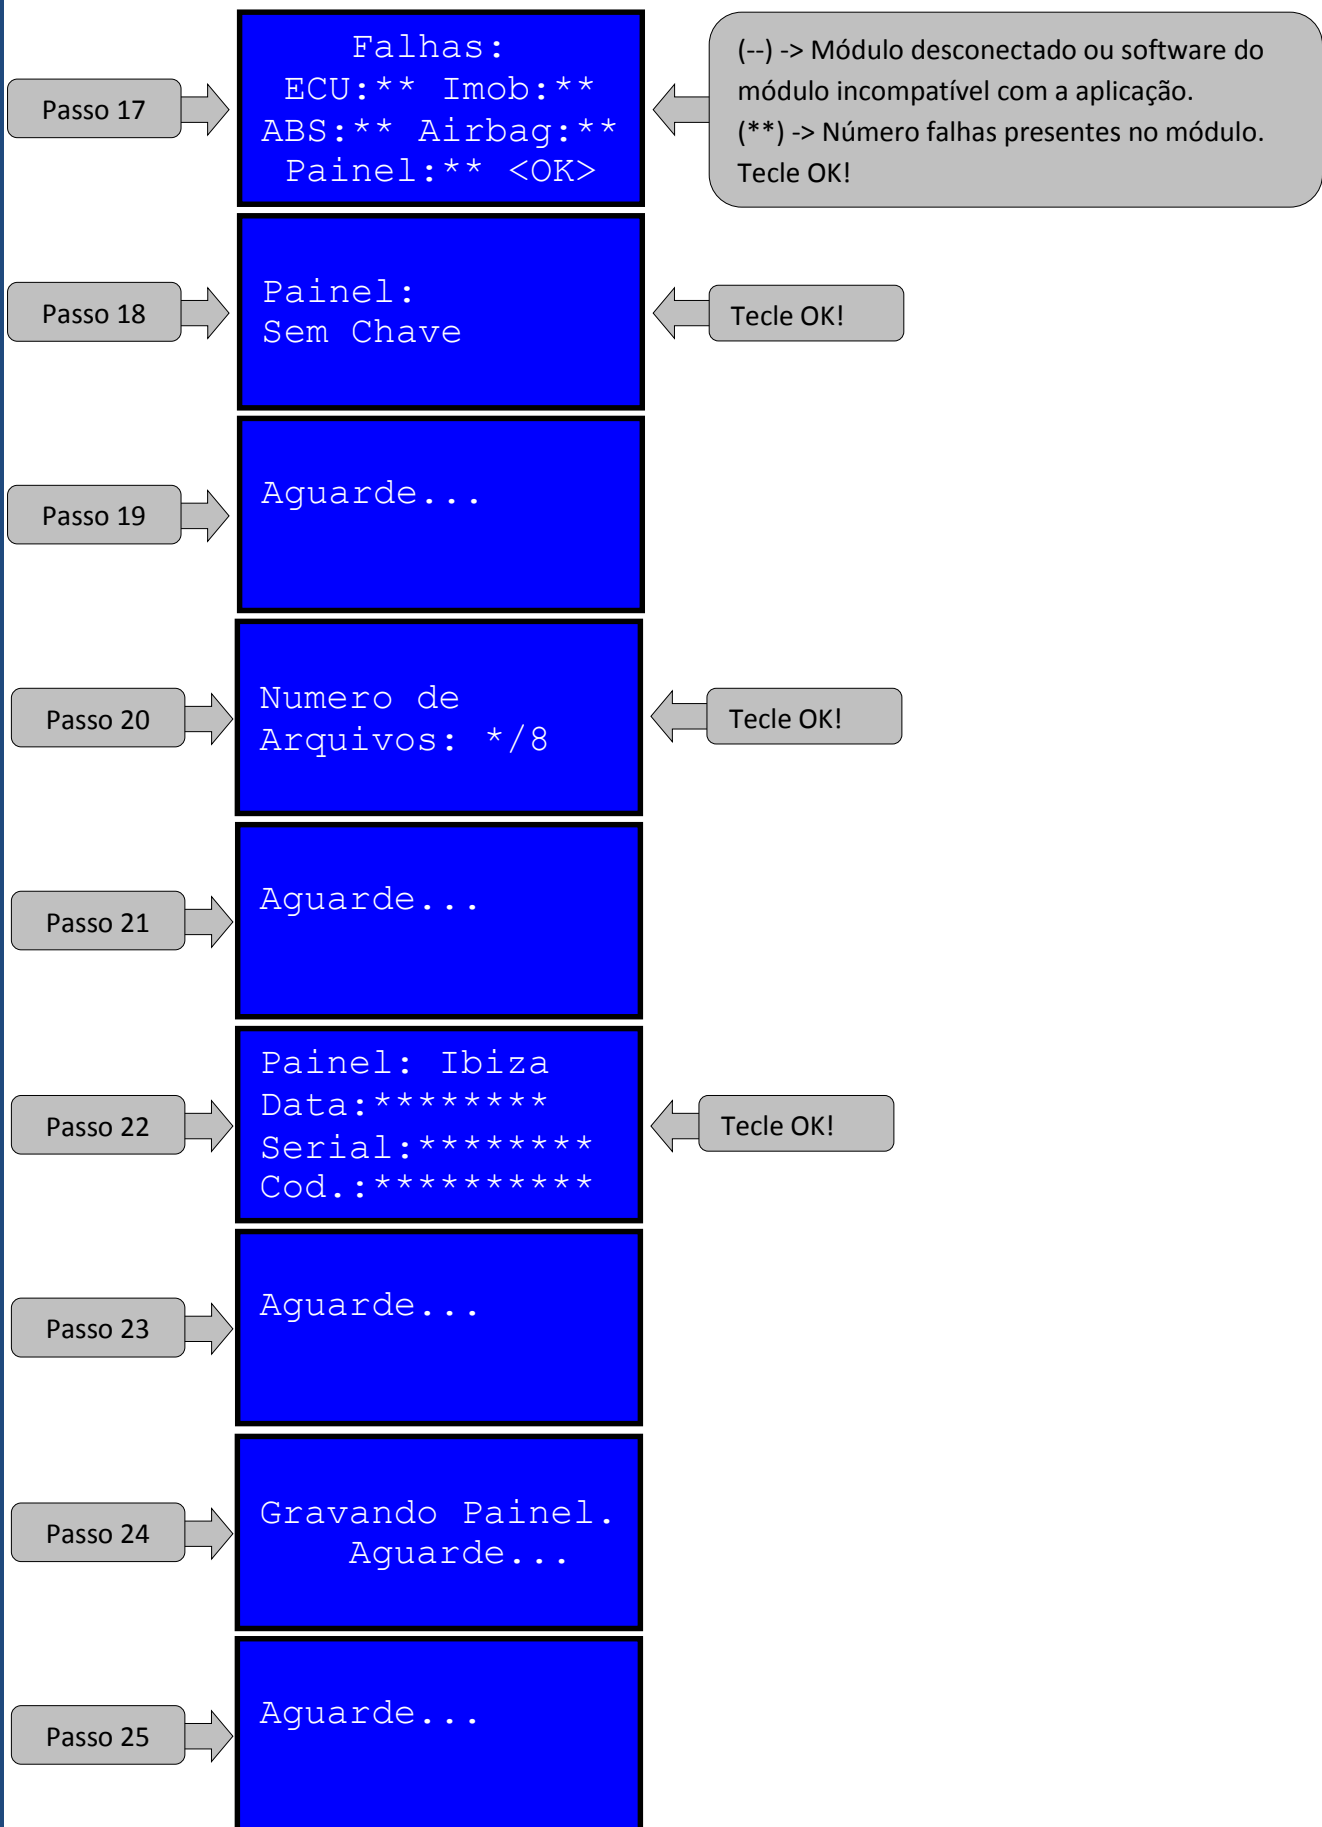 Passo 17
Falhas:
ECU:** Imob:**
ABS:** Airbag:**
Painel:** <OK>
(--) -> Módulo desconectado ou software do
módulo incompatível com a aplicação.
(**) -> Número falhas presentes no módulo.
Tecle OK!
Passo 18
Painel:
Sem Chave
Tecle OK!
Passo 19
Aguarde...
Passo 20
Numero de
Arquivos: */8
Tecle OK!
Passo 21
Aguarde...
Passo 22
Painel: Ibiza
Data:********
Serial:********
Cod.:**********
Tecle OK!
Passo 23
Aguarde...
Passo 24
Gravando Painel.
Aguarde...
Passo 25
Aguarde...